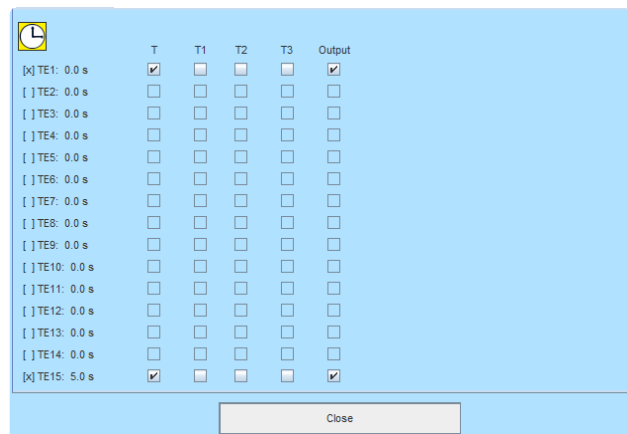 T T1 T2 T3 Output
[x] TE1: 0.0 s
[ ] TE2: 0.0 s
[ ] TE3: 0.0 s
[ ] TE4: 0.0 s
[ ] TE5: 0.0 s
[ ] TE6: 0.0 s
[ ] TE7: 0.0 s
[ ] TE8: 0.0 s
[ ] TE9: 0.0 s
[ ] TE10: 0.0 s
[ ] TE11: 0.0 s
[ ] TE12: 0.0 s
[ ] TE13: 0.0 s
[ ] TE14: 0.0 s
[x] TE15: 5.0 s
Close